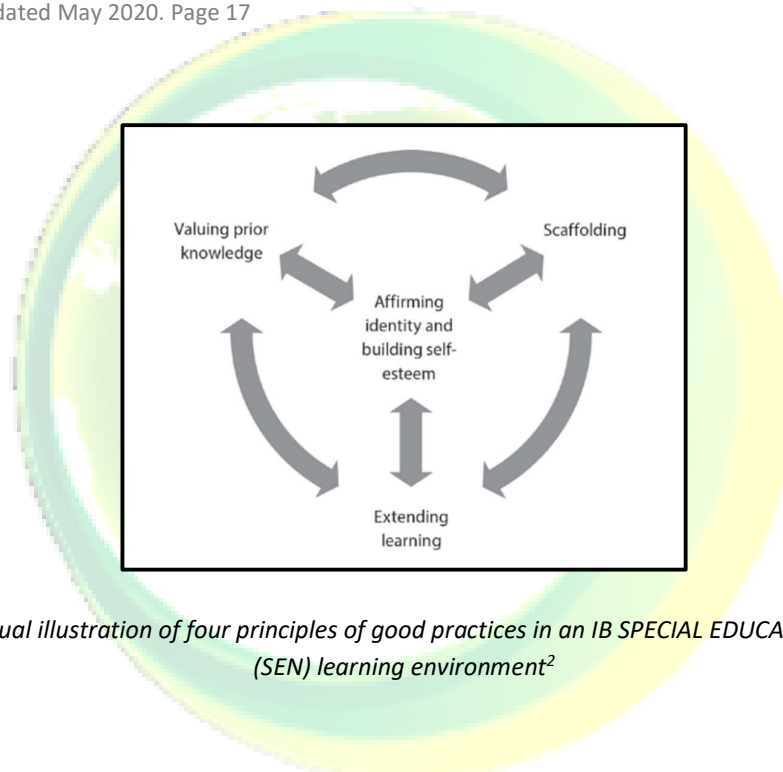 dated May 2020. Page 17
Valuing prior
knowledge
Scaffolding
Affirming
identity and
building self-
esteem
Extending
learning
ual illustration of four principles of good practices in an IB SPECIAL EDUCA
(SEN) learning environment2